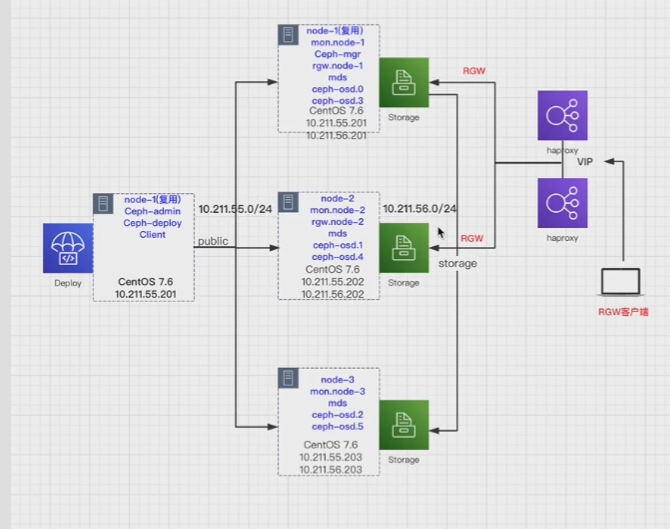 node-1(复用)
mon.node-1
Ceph-mgr
rgw.node-1
mds
ceph-osd.0
ceph-osd.3
CentOS 7.6
10.211.55.201
10.211.56.201
Storage
RGW
haproxy
VIP
haproxy
RGW客户端
node-1(复用)
Ceph-admin
Ceph-deploy
Client
CentOS 7.6
10.211.55.201
Deploy
10.211.55.0/24
public
node-2
mon.node-2
rgw.node-2
mds
ceph-osd.1
ceph-osd.4
CentOS 7.6
10.211.55.202
10.211.56.202
10.211.56.0/24
Storage
RGW
storage
node-3
mon.node-3
mds
ceph-osd.2
ceph-osd.5
CentOS 7.6
10.211.55.203
10.211.56.203
Storage